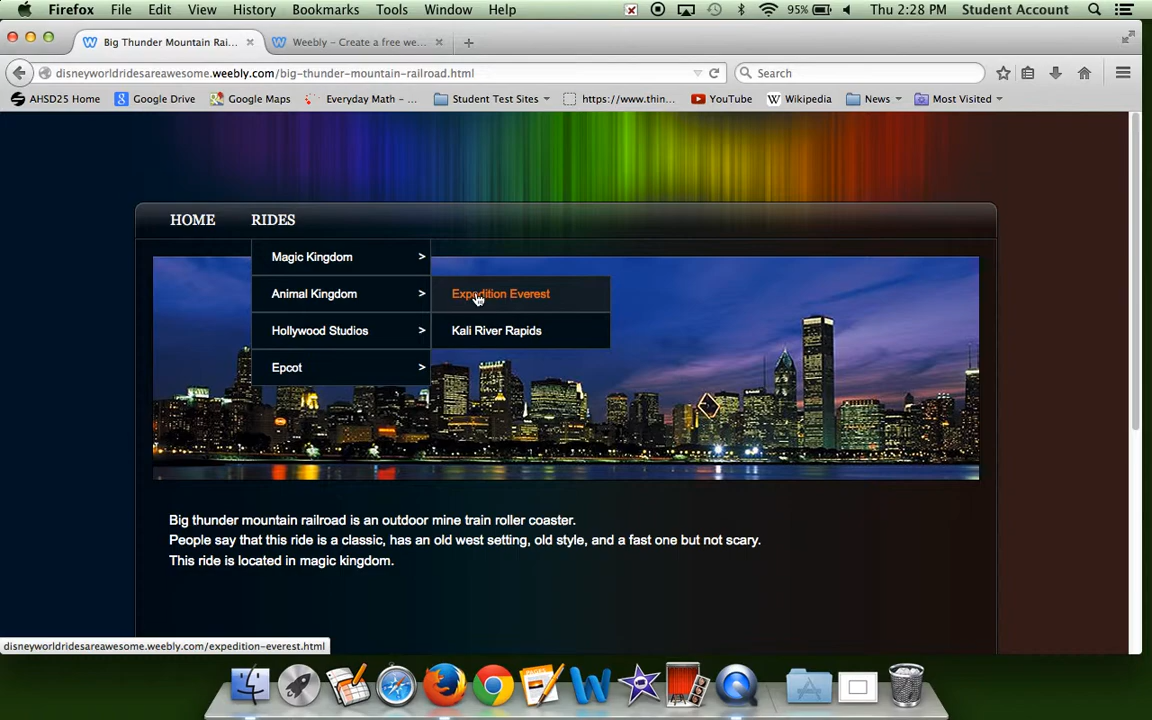 Firefox File Edit View History Bookmarks Tools Window Help 95% Thu 2:28 PM Student Account
Big Thunder Mountain Rai... Weebly - Create a free we...
disneyworldridesareawesome.weebly.com/big-thunder-mountain-railroad.html Search
AHSD25 Home Google Drive Google Maps Everyday Math – ... Student Test Sites https://www.thin... YouTube Wikipedia News Most Visited
HOME RIDES
Magic Kingdom >
Animal Kingdom > Expedition Everest
Hollywood Studios > Kali River Rapids
Epcot >
Big thunder mountain railroad is an outdoor mine train roller coaster.
People say that this ride is a classic, has an old west setting, old style, and a fast one but not scary.
This ride is located in magic kingdom.
disneyworldridesareawesome.weebly.com/expedition-everest.html